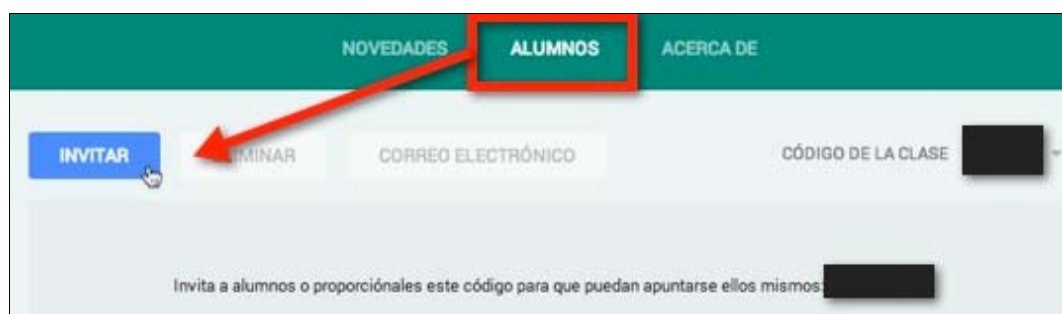 NOVEDADES ALUMNOS ACERCA DE
INVITAR CORREO ELECTRÓNICO CÓDIGO DE LA CLASE
Invita a alumnos o proporciónales este código para que puedan apuntarse ellos mismos: